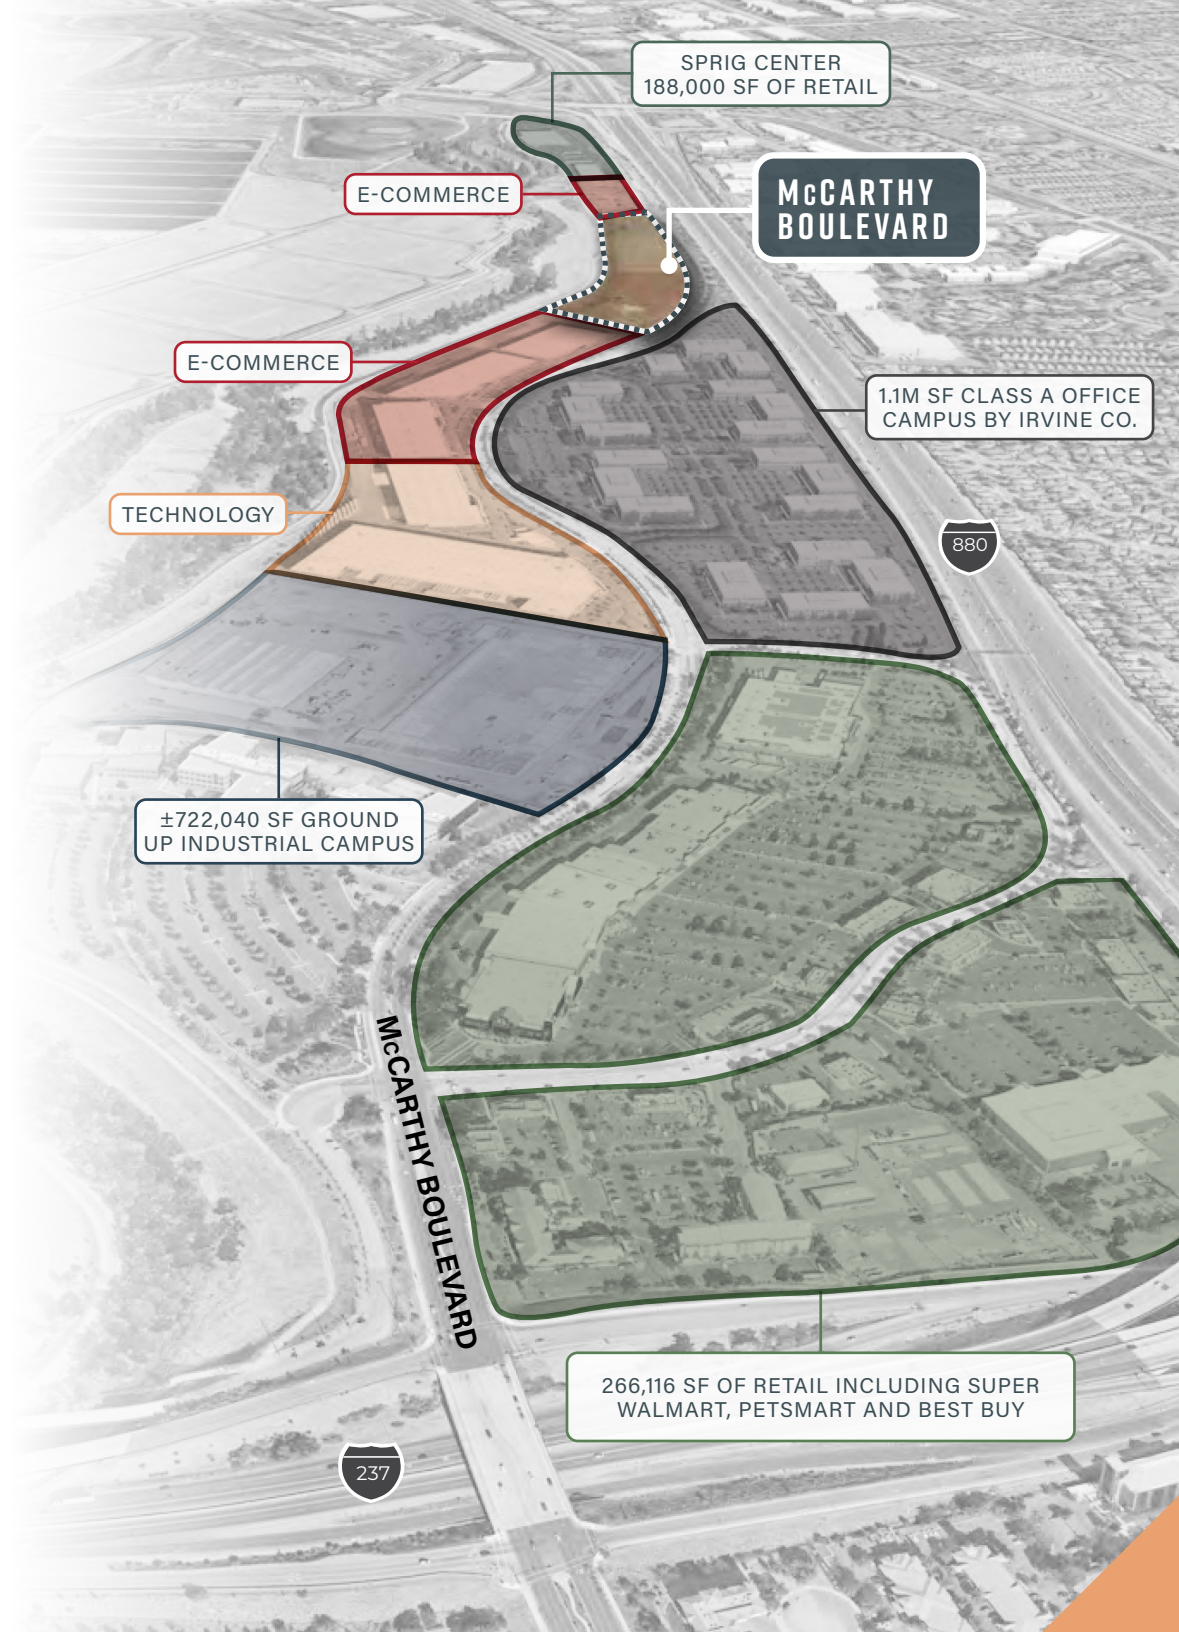 SPRIG CENTER
188,000 SF OF RETAIL
E-COMMERCE
McCARTHY
BOULEVARD
E-COMMERCE
1.1M SF CLASS A OFFICE
CAMPUS BY IRVINE CO.
TECHNOLOGY
880
±722,040 SF GROUND
UP INDUSTRIAL CAMPUS
McCARTHY BOULEVARD
266,116 SF OF RETAIL INCLUDING SUPER
WALMART, PETSMART AND BEST BUY
237